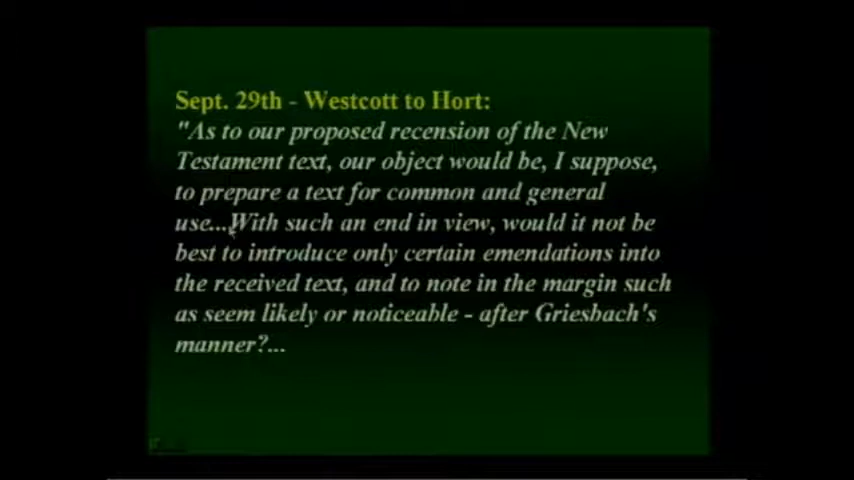 Sept. 29th - Westcott to Hort:
"As to our proposed recension of the New
Testament text, our object would be, I suppose,
to prepare a text for common and general
use...With such an end in view, would it not be
best to introduce only certain emendations into
the received text, and to note in the margin such
as seem likely or noticeable - after Griesbach's
manner?...